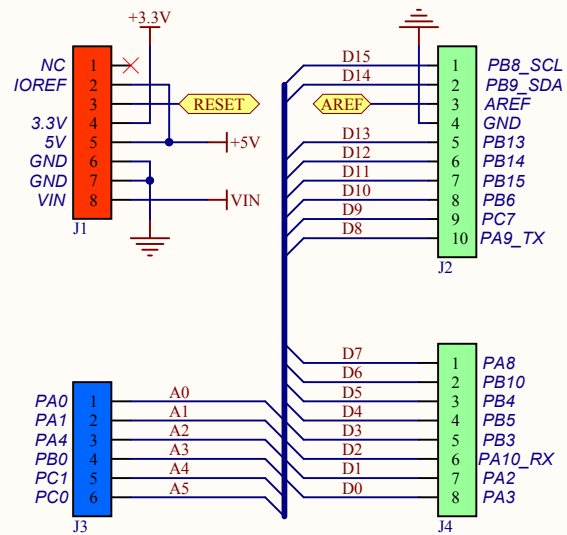 +3.3V
NC 1
IOREF 2
3 RESET
3.3V 4
5V 5 +5V
GND 6
GND 7
VIN 8 VIN
J1
D15 1 PB8_SCL
D14 2 PB9_SDA
AREF 3 AREF
4 GND
D13 5 PB13
D12 6 PB14
D11 7 PB15
D10 8 PB6
D9 9 PC7
D8 10 PA9_TX
J2
PA0 1 A0
PA1 2 A1
PA4 3 A2
PB0 4 A3
PC1 5 A4
PC0 6 A5
J3
D7 1 PA8
D6 2 PB10
D5 3 PB4
D4 4 PB5
D3 5 PB3
D2 6 PA10_RX
D1 7 PA2
D0 8 PA3
J4